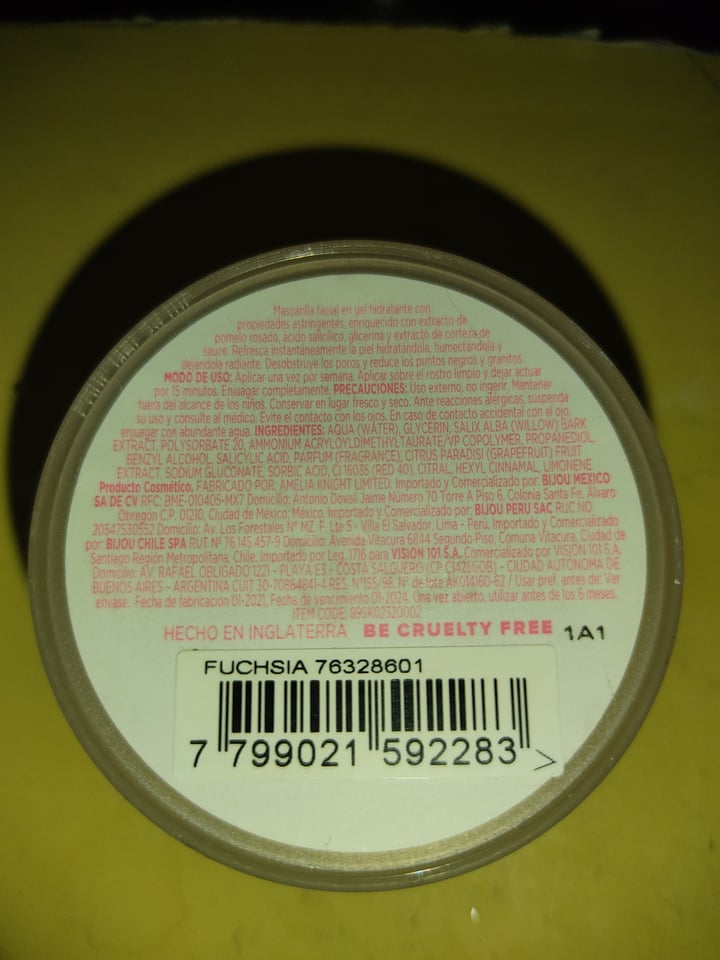 Mascarilla facial en gel hidratante con
propiedades astringentes, enriquecido con extracto de
pomelo rosado, ácido salicílico, glicerina y extracto de corteza de
sauce. Refresca instantáneamente la piel hidratándola, humectándola y
dejándola radiante. Desobstruye los poros y reduce los puntos negros y granitos.
MODO DE USO: Aplicar una vez por semana. Aplicar sobre el rostro limpio y dejar actuar
por 15 minutos. Enjuagar completamente. PRECAUCIONES: Uso externo, no ingerir. Mantener
fuera del alcance de los niños. Conservar en lugar fresco y seco. Ante reacciones alérgicas, suspenda
su uso y consulte al médico. Evite el contacto con los ojos. En caso de contacto accidental con el ojo,
enjuagar con abundante agua. INGREDIENTES: AQUA (WATER), GLYCERIN, SALIX ALBA (WILLOW) BARK
EXTRACT, POLYSORBATE 20, AMMONIUM ACRYLOYLDIMETHYLTAURATE/VP COPOLYMER, PROPANEDIOL,
BENZYL ALCOHOL, SALICYLIC ACID, PARFUM (FRAGRANCE), CITRUS PARADISI (GRAPEFRUIT) FRUIT
EXTRACT, SODIUM GLUCONATE, SORBIC ACID, CI 16035 (RED 40), CITRAL, HEXYL CINNAMAL, LIMONENE
Producto Cosmético. FABRICADO POR: AMELIA KNIGHT LIMITED. Importado y Comercializado por: BIJOU MEXICO
SA DE CV RFC: BME-010405-MX7 Domicilio: Antonio Dovali Jaime Número 70 Torre A Piso 6, Colonia Santa Fe, Álvaro
Obregón C.P. 01210, Ciudad de México, México. Importado y Comercializado por: BIJOU PERU SAC RUC NO
20547530552 Domicilio: Av. Los Forestales N° MZ. F. Lte 5 - Villa El Salvador, Lima - Perú. Importado y Comercializado
por: BIJOU CHILE SPA RUT N° 76.145.457-9 Domicilio: Avenida Vitacura 6844 Segundo Piso, Comuna Vitacura, Ciudad de
Santiago Región Metropolitana, Chile. Importado por Leg. 1716 para VISION 101 S.A. Comercializado por VISION 101 S.A.
Domicilio: AV. RAFAEL OBLIGADO 1221 - PLAYA E3 - COSTA SALGUERO (CP C1425GOB) - CIUDAD AUTONOMA DE
BUENOS AIRES - ARGENTINA CUIT 30-70864841-4 RES. N°155/98. N° de lote: AK014160-62 / Usar pref. antes de: Ver
envase. Fecha de fabricación 01-2021, Fecha de vencimiento 01-2024. Una vez abierto, utilizar antes de los 6 meses.
ITEM CODE: 99SK02320002
HECHO EN INGLATERRA BE CRUELTY FREE 1A1
FUCHSIA 76328601
7 799021 592283 >